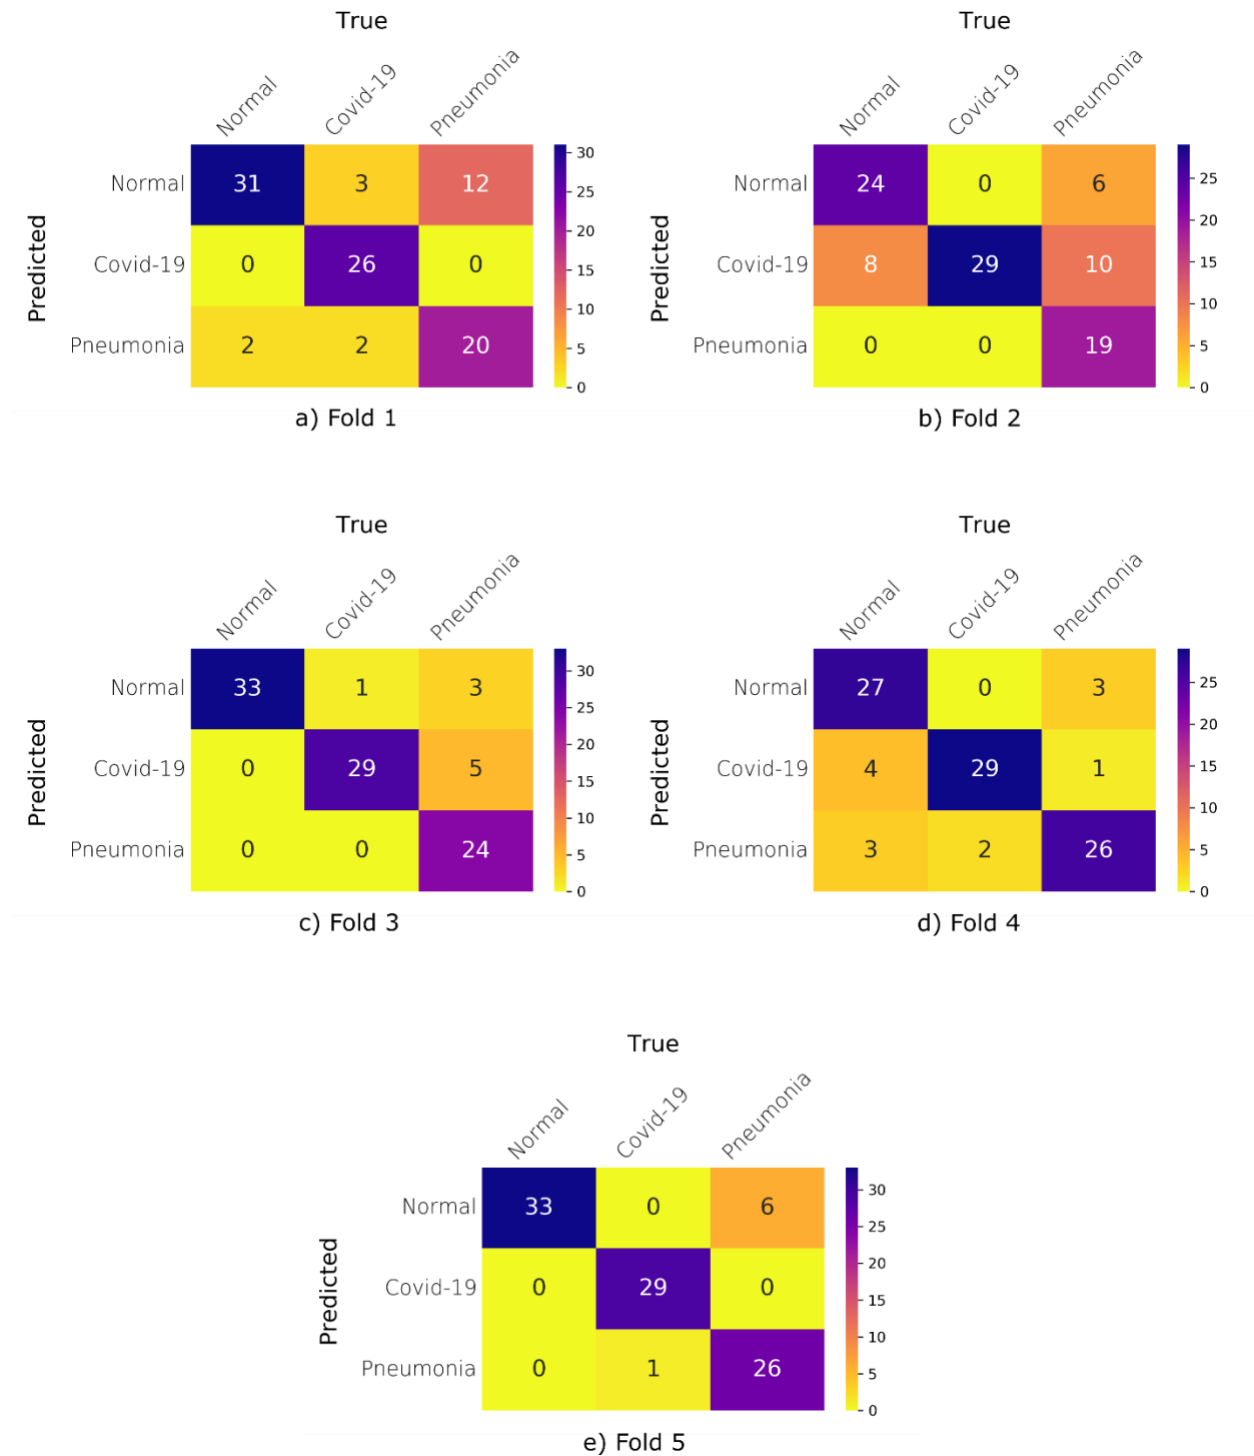 True
Normal Covid-19 Pneumonia
Predicted
Normal 31 3 12
Covid-19 0 26 0
Pneumonia 2 2 20
30
25
20
15
10
5
0
a) Fold 1
True
Normal Covid-19 Pneumonia
Predicted
Normal 24 0 6
Covid-19 8 29 10
Pneumonia 0 0 19
25
20
15
10
5
0
b) Fold 2
True
Normal Covid-19 Pneumonia
Predicted
Normal 33 1 3
Covid-19 0 29 5
Pneumonia 0 0 24
30
25
20
15
10
5
0
c) Fold 3
True
Normal Covid-19 Pneumonia
Predicted
Normal 27 0 3
Covid-19 4 29 1
Pneumonia 3 2 26
25
20
15
10
5
0
d) Fold 4
True
Normal Covid-19 Pneumonia
Predicted
Normal 33 0 6
Covid-19 0 29 0
Pneumonia 0 1 26
30
25
20
15
10
5
0
e) Fold 5